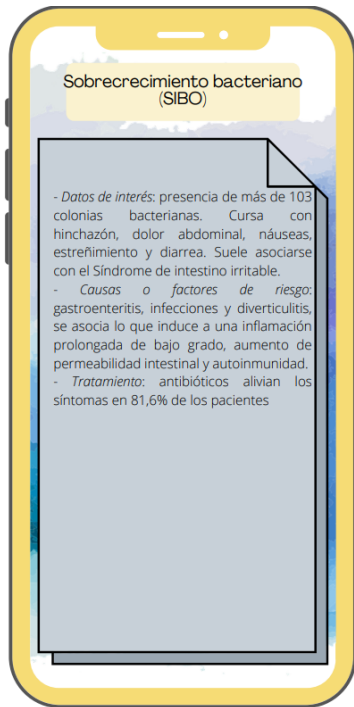 Sobrecrecimiento bacteriano
(SIBO)
- Datos de interés: presencia de más de 103
colonias bacterianas. Cursa con
hinchazón, dolor abdominal, náuseas,
estreñimiento y diarrea. Suele asociarse
con el Síndrome de intestino irritable.
- Causas o factores de riesgo:
gastroenteritis, infecciones y diverticulitis,
se asocia lo que induce a una inflamación
prolongada de bajo grado, aumento de
permeabilidad intestinal y autoinmunidad.
- Tratamiento: antibióticos alivian los
síntomas en 81,6% de los pacientes